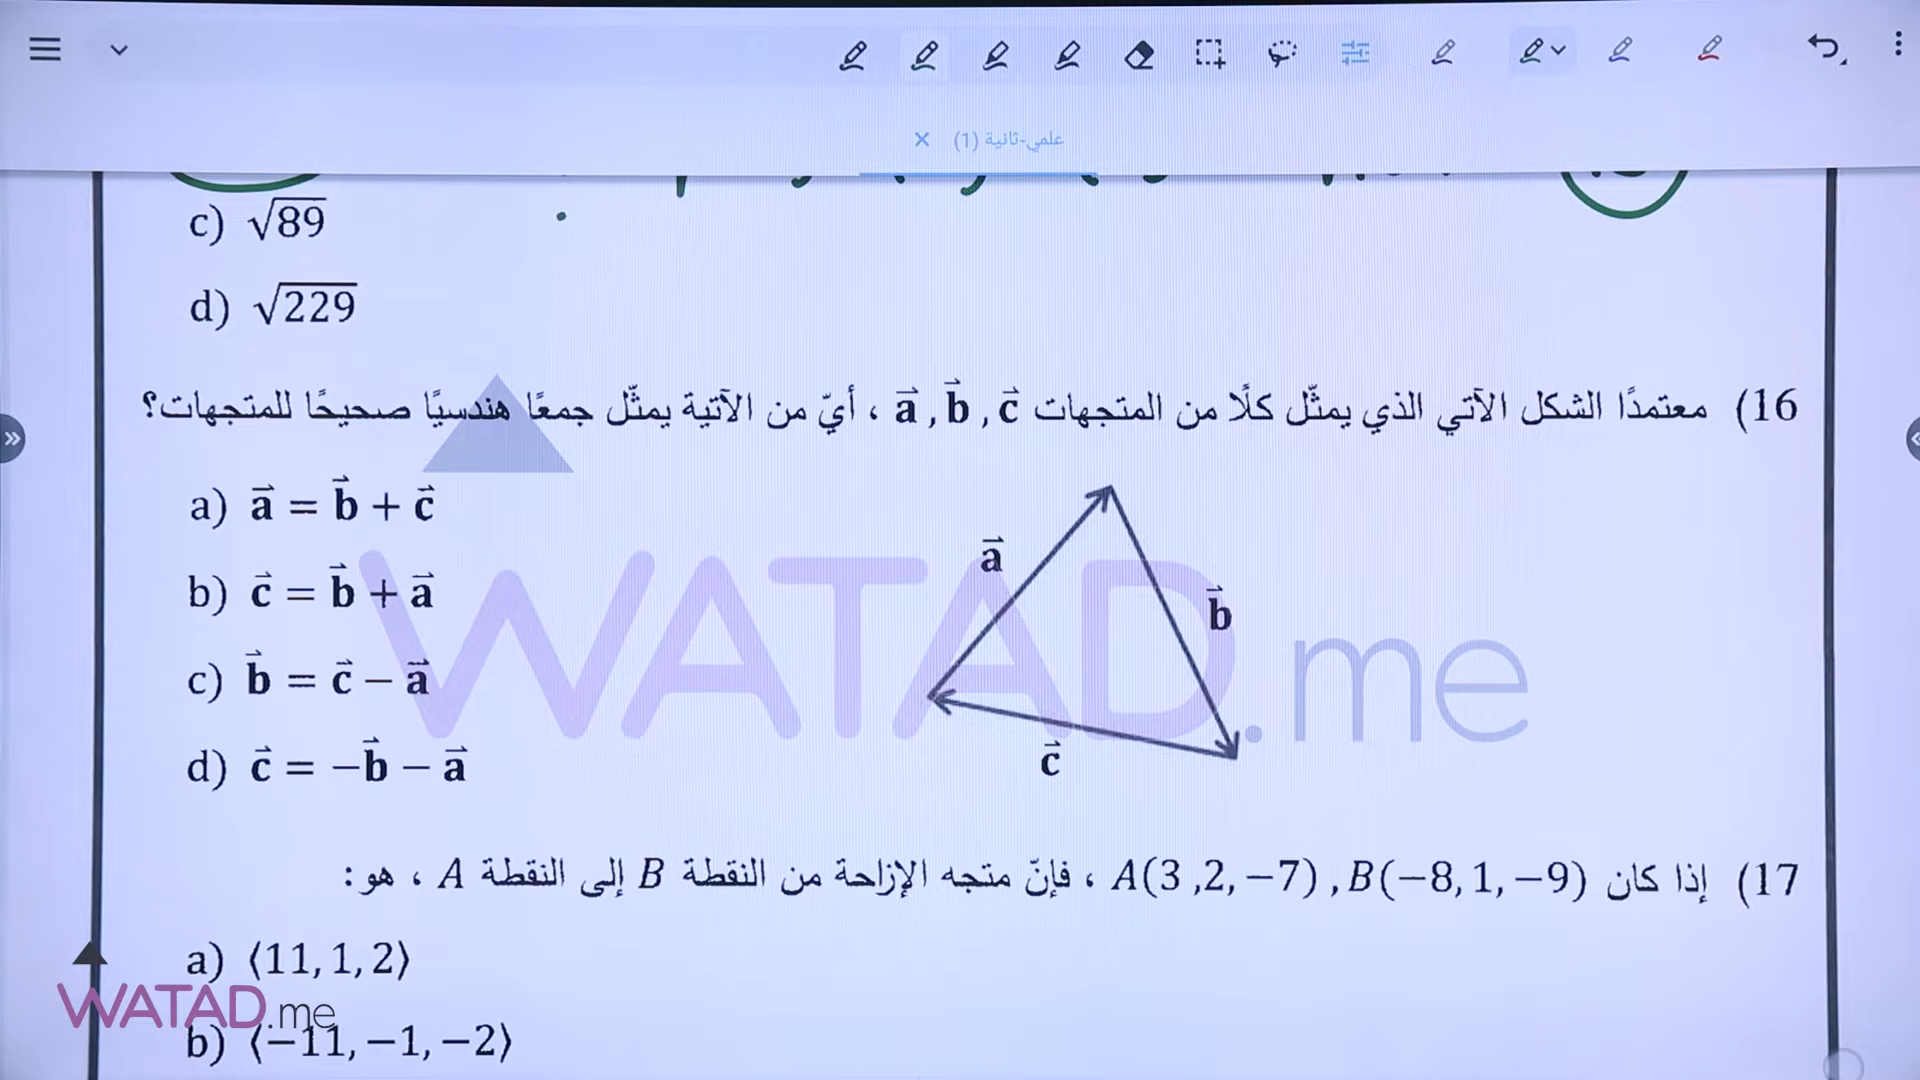 علمي-ثانية (1)
c) √89
d) √229
16) معتمدًا الشكل الآتي الذي يمثّل كلًا من المتجهات a⃗ , b⃗ , c⃗ ، أيّ من الآتية يمثّل جمعًا هندسيًا صحيحًا للمتجهات؟
a) a⃗ = b⃗ + c⃗
b) c⃗ = b⃗ + a⃗
c) b⃗ = c⃗ − a⃗
d) c⃗ = −b⃗ − a⃗
a⃗
b⃗
c⃗
WATAD.me
17) إذا كان A(3 ,2, −7) , B(−8, 1, −9) ، فإنّ متجه الإزاحة من النقطة B إلى النقطة A ، هو:
a) ⟨11, 1, 2⟩
WATAD.me
b) ⟨−11, −1, −2⟩